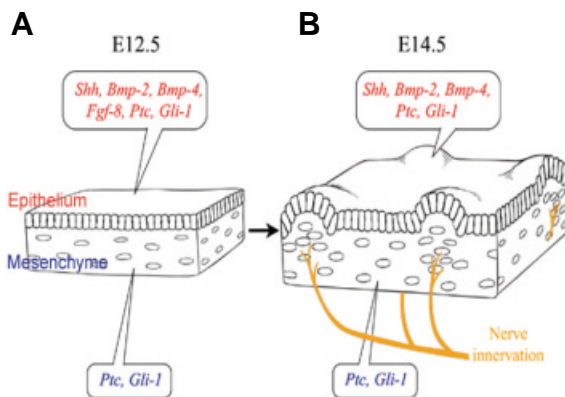 A
E12.5
Shh, Bmp-2, Bmp-4,
Fgf-8, Ptc, Gli-1
Epithelium
Mesenchyme
Ptc, Gli-1
B
E14.5
Shh, Bmp-2, Bmp-4,
Ptc, Gli-1
Nerve
innervation
Ptc, Gli-1